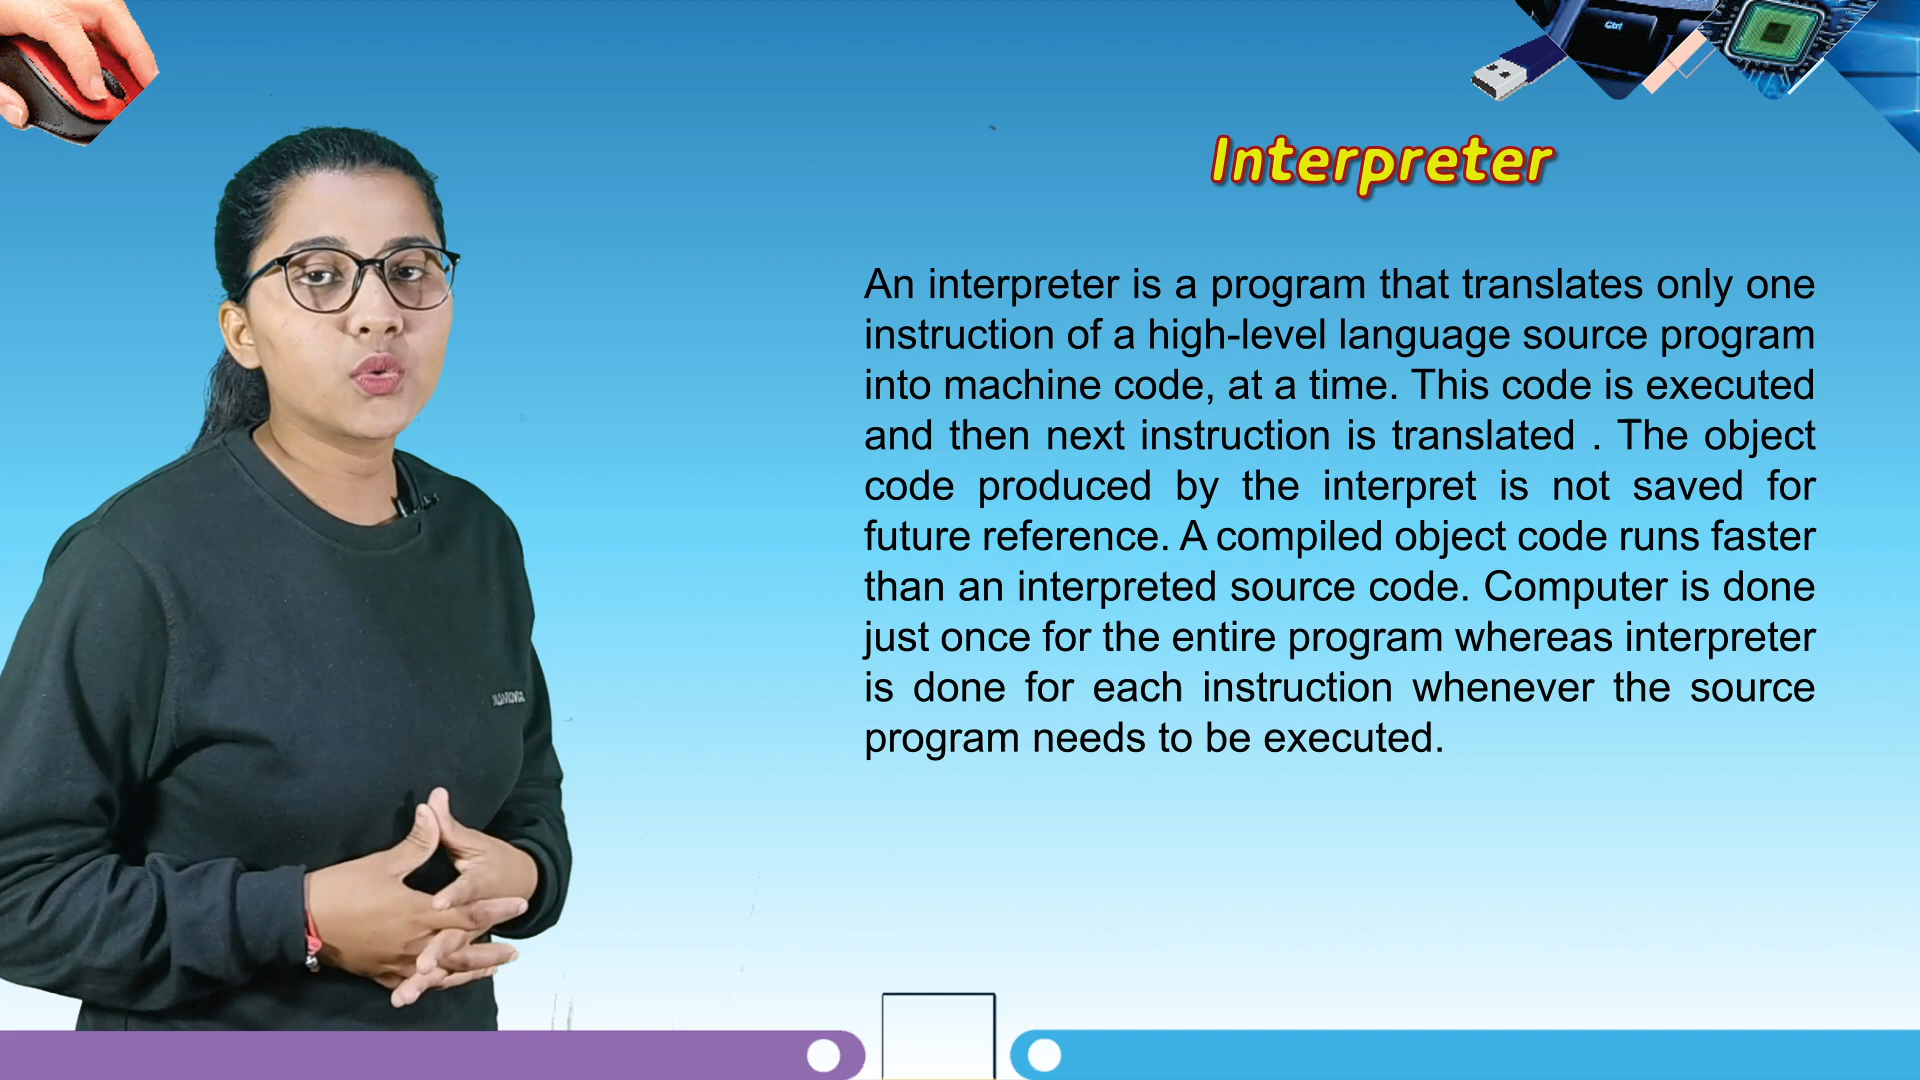 Ctrl
Interpreter
An interpreter is a program that translates only one
instruction of a high-level language source program
into machine code, at a time. This code is executed
and then next instruction is translated . The object
code produced by the interpret is not saved for
future reference. A compiled object code runs faster
than an interpreted source code. Computer is done
just once for the entire program whereas interpreter
is done for each instruction whenever the source
program needs to be executed.